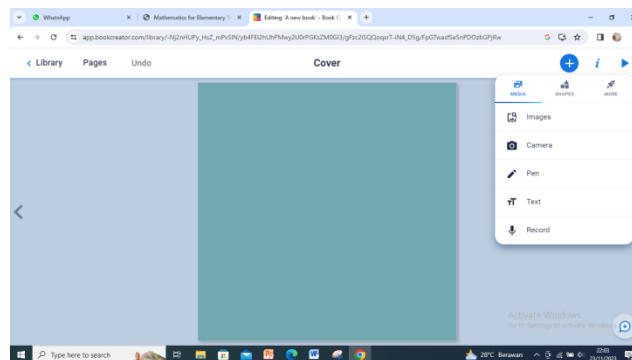 WhatsApp
Mathematics for Elementary T
Editing 'A new book' - Book C
app.bookcreator.com/library/
Library Pages Undo
Cover
MEDIA SHAPES MORE
Images
Camera
Pen
Text
Record
Activate Windows
Go to Settings to activate Windows
Type here to search
28°C Berawan
22:03
23/11/2023